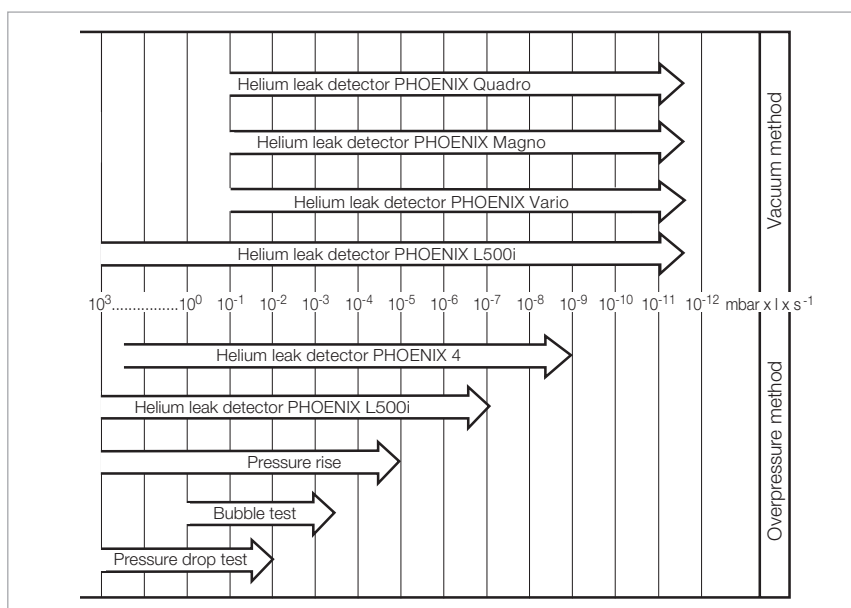 Helium leak detector PHOENIX Quadro
Helium leak detector PHOENIX Magno
Helium leak detector PHOENIX Vario
Helium leak detector PHOENIX L500i
Vacuum method
10³................10⁰ 10⁻¹ 10⁻² 10⁻³ 10⁻⁴ 10⁻⁵ 10⁻⁶ 10⁻⁷ 10⁻⁸ 10⁻⁹ 10⁻¹⁰ 10⁻¹¹ 10⁻¹² mbar x l x s⁻¹
Helium leak detector PHOENIX 4
Helium leak detector PHOENIX L500i
Pressure rise
Bubble test
Pressure drop test
Overpressure method